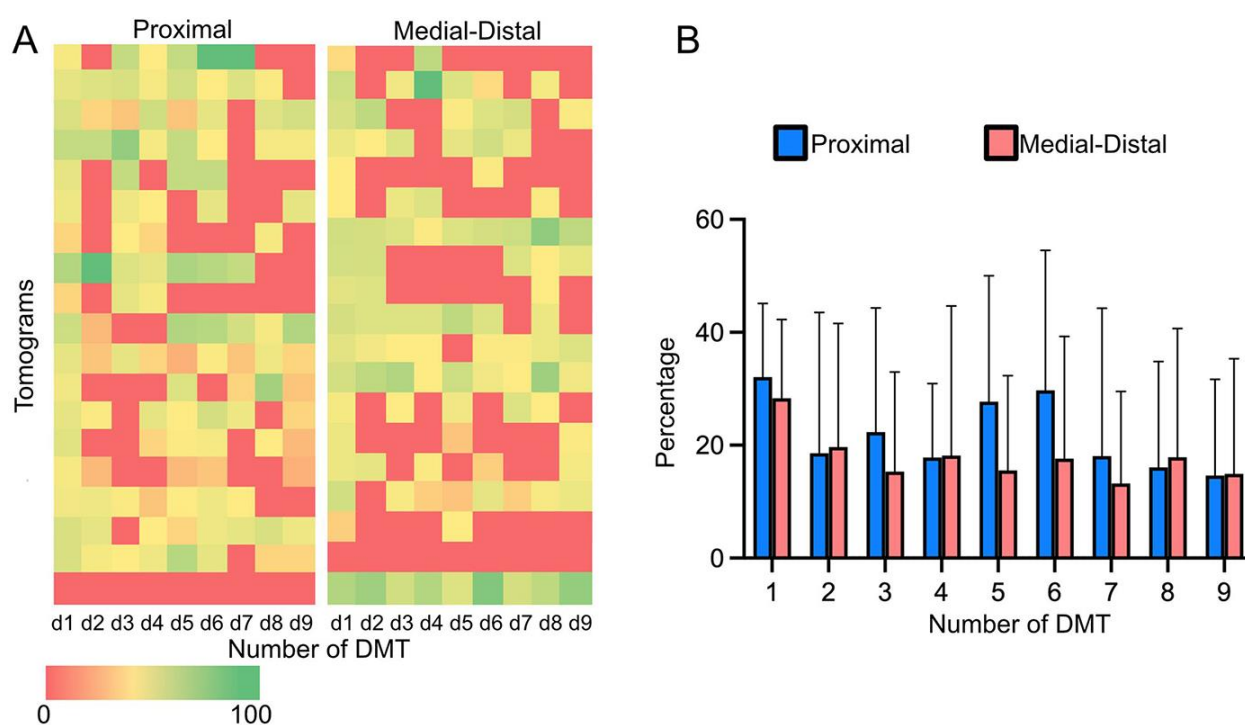 A
Proximal
Medial-Distal
Tomograms
d1 d2 d3 d4 d5 d6 d7 d8 d9
d1 d2 d3 d4 d5 d6 d7 d8 d9
Number of DMT
0 100
B
Proximal
Medial-Distal
Percentage
60
40
20
0
1 2 3 4 5 6 7 8 9
Number of DMT